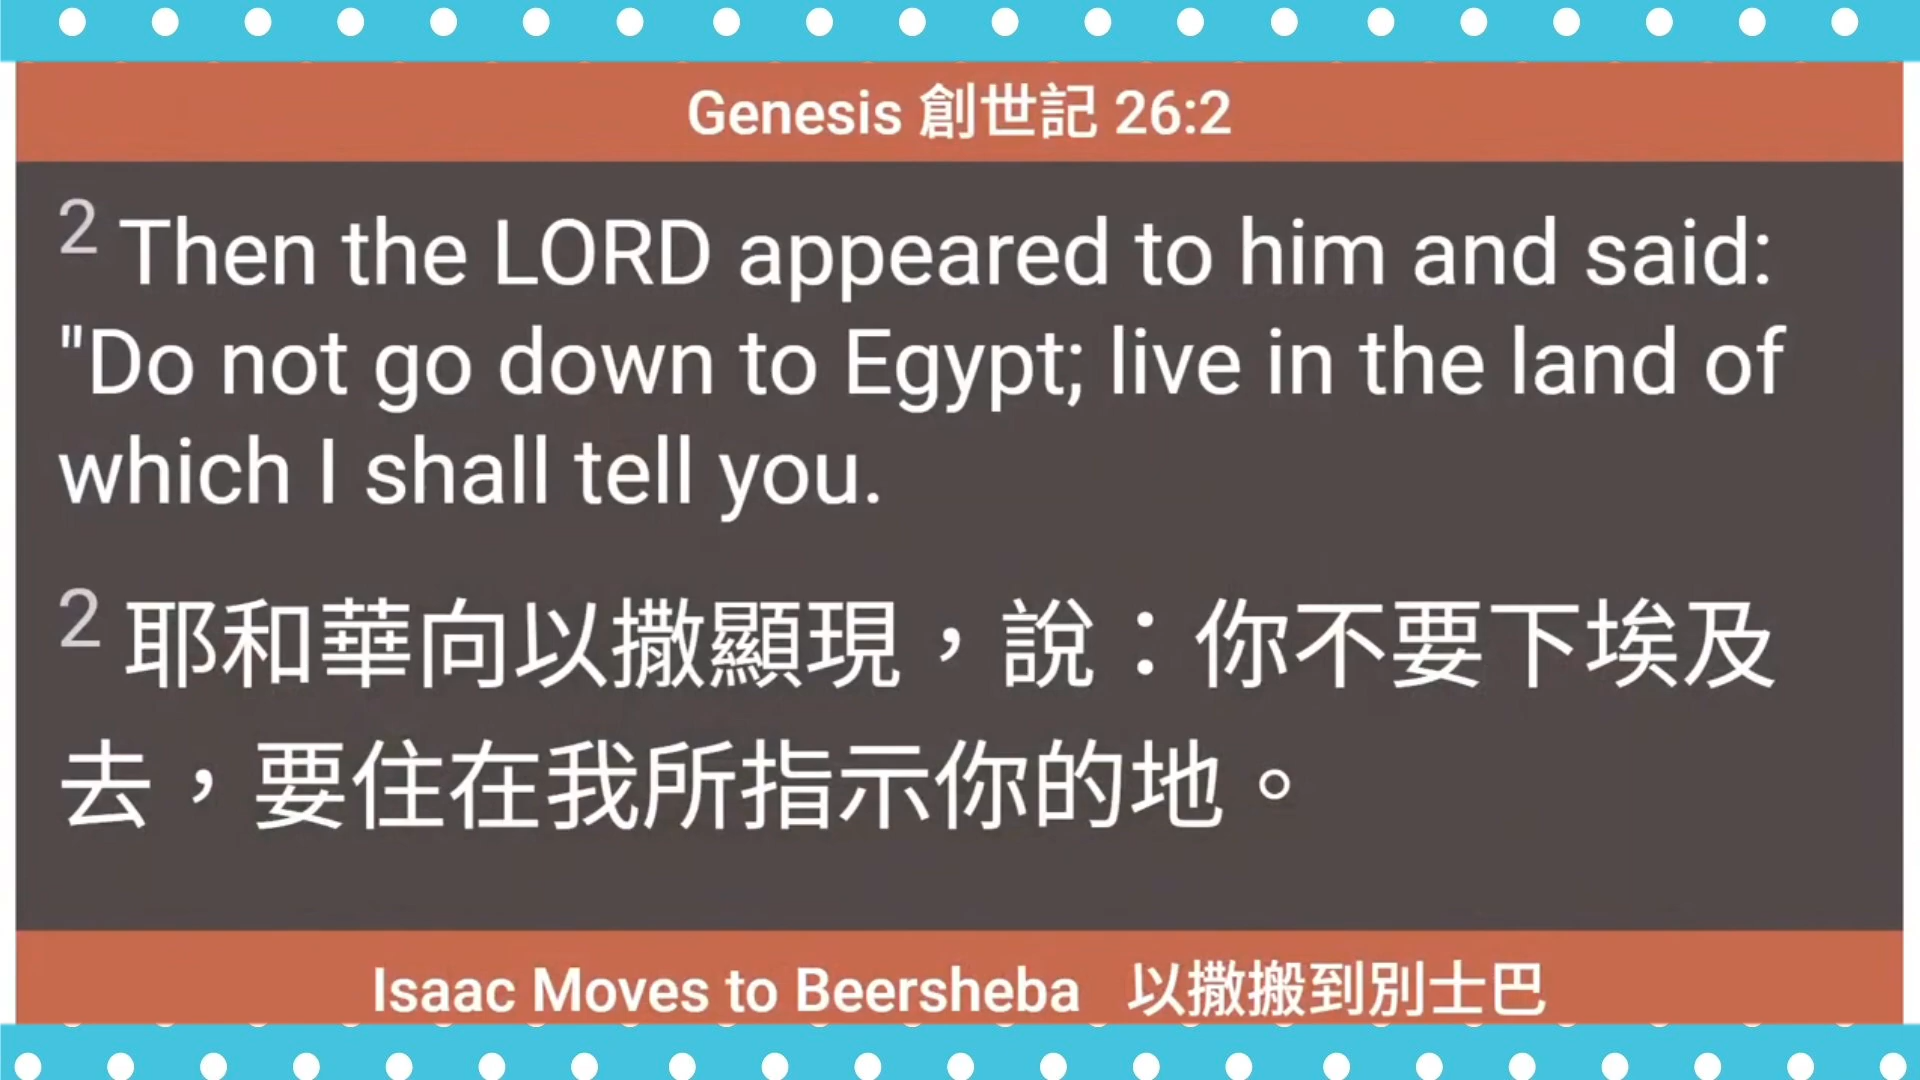 Genesis 創世記 26:2
2 Then the LORD appeared to him and said:
"Do not go down to Egypt; live in the land of
which I shall tell you.
2 耶和華向以撒顯現，說：你不要下埃及
去，要住在我所指示你的地。
Isaac Moves to Beersheba 以撒搬到別士巴